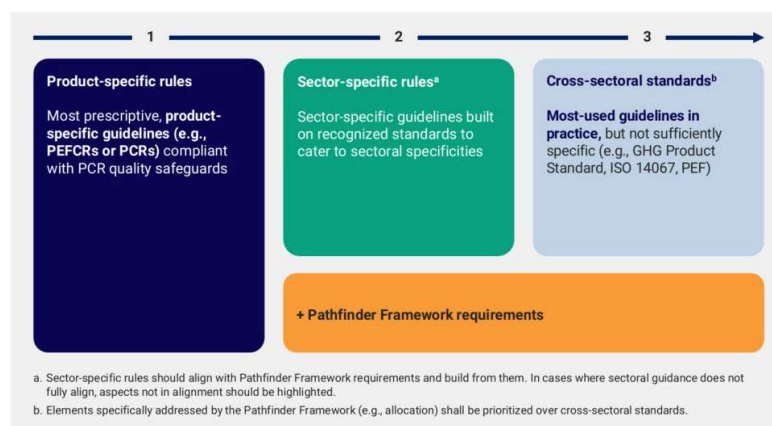 1
2
3
Product-specific rules
Most prescriptive, product-
specific guidelines (e.g.,
PEFCRs or PCRs) compliant
with PCR quality safeguards
Sector-specific rulesa
Sector-specific guidelines built
on recognized standards to
cater to sectoral specificities
Cross-sectoral standardsb
Most-used guidelines in
practice, but not sufficiently
specific (e.g., GHG Product
Standard, ISO 14067, PEF)
+ Pathfinder Framework requirements
a. Sector-specific rules should align with Pathfinder Framework requirements and build from them. In cases where sectoral guidance does not
fully align, aspects not in alignment should be highlighted.
b. Elements specifically addressed by the Pathfinder Framework (e.g., allocation) shall be prioritized over cross-sectoral standards.